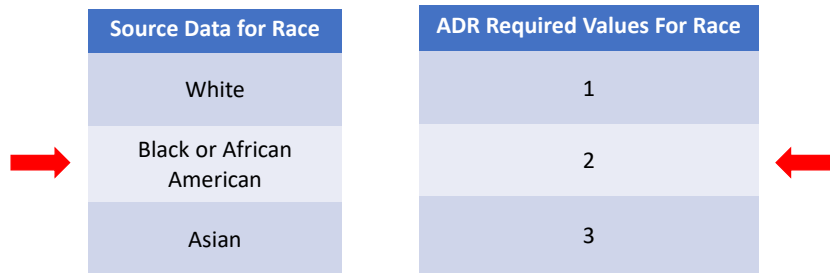 Source Data for Race
White
Black or African
American
Asian
ADR Required Values For Race
1
2
3